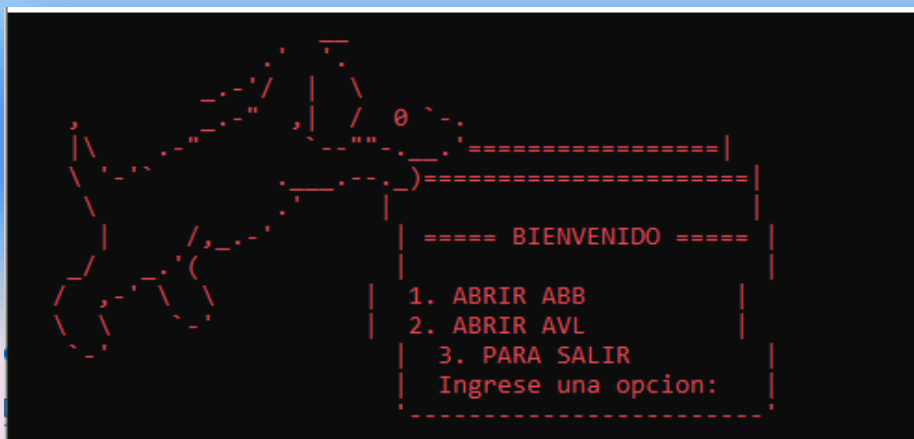 ===== BIENVENIDO =====
1. ABRIR ABB
2. ABRIR AVL
3. PARA SALIR
Ingrese una opcion: